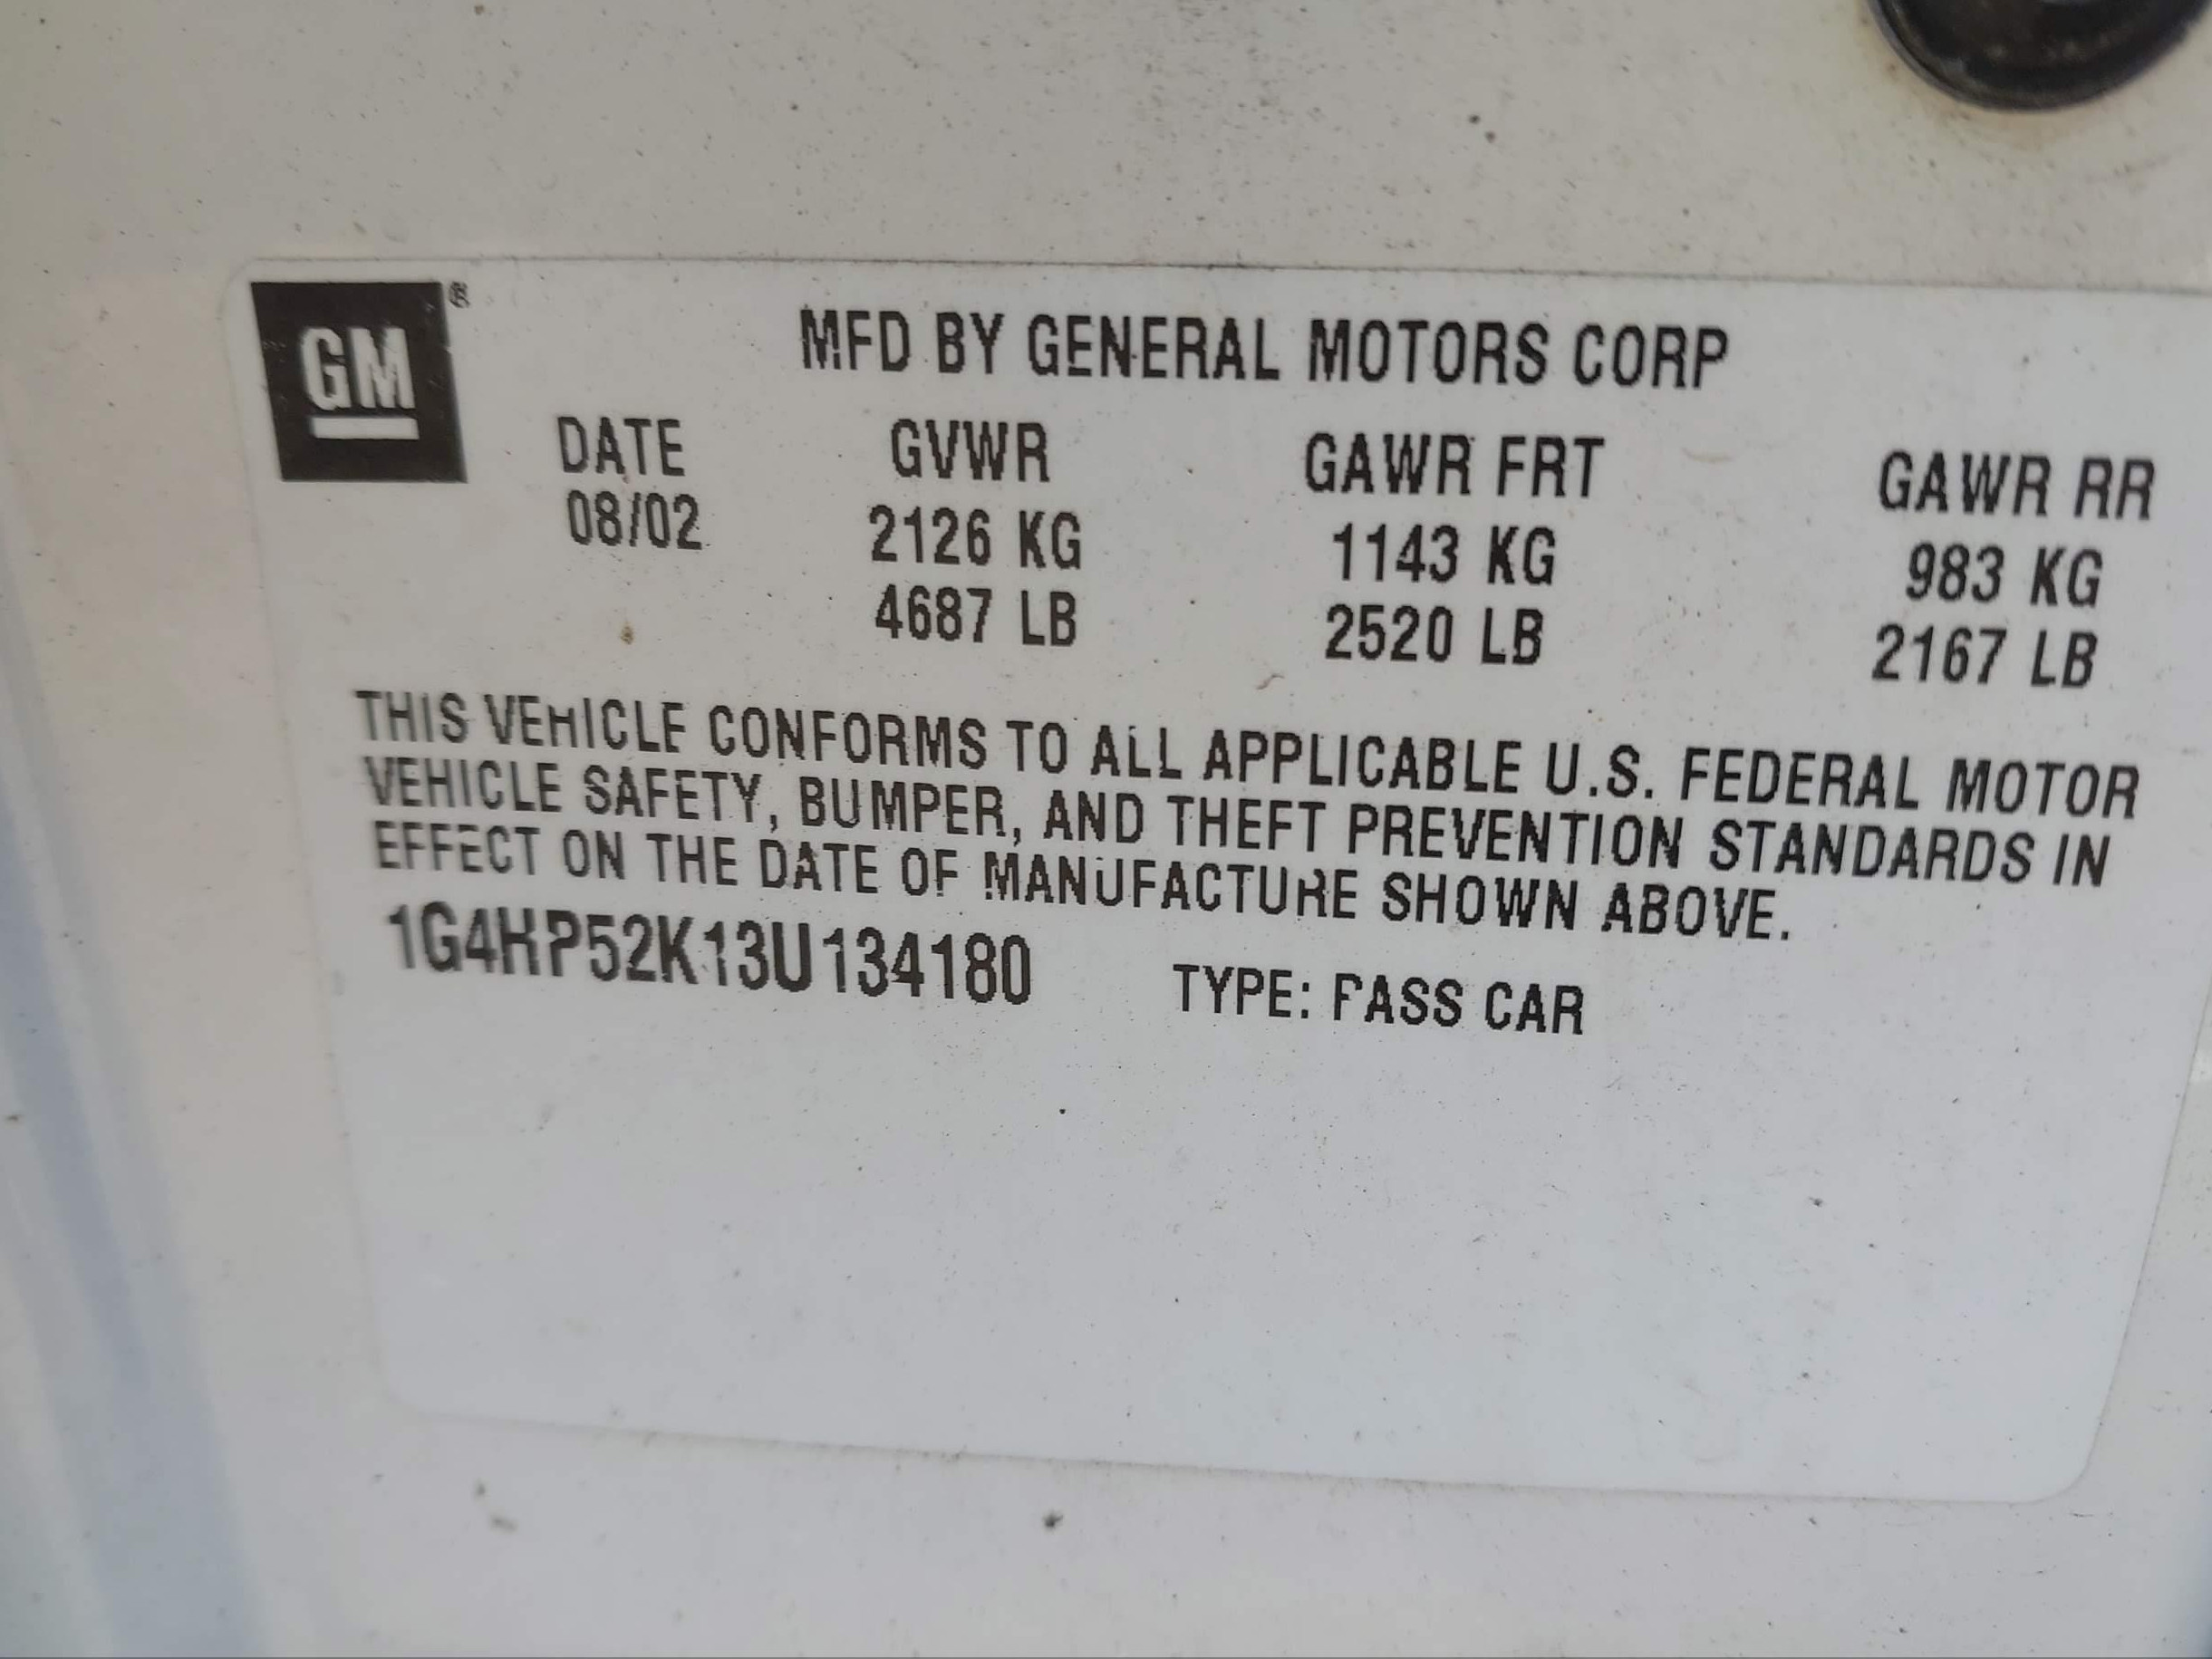 GM®
MFD BY GENERAL MOTORS CORP
DATE GVWR GAWR FRT GAWR RR
08/02 2126 KG 1143 KG 983 KG
4687 LB 2520 LB 2167 LB
THIS VEHICLE CONFORMS TO ALL APPLICABLE U.S. FEDERAL MOTOR
VEHICLE SAFETY, BUMPER, AND THEFT PREVENTION STANDARDS IN
EFFECT ON THE DATE OF MANUFACTURE SHOWN ABOVE.
1G4HP52K13U134180 TYPE: PASS CAR